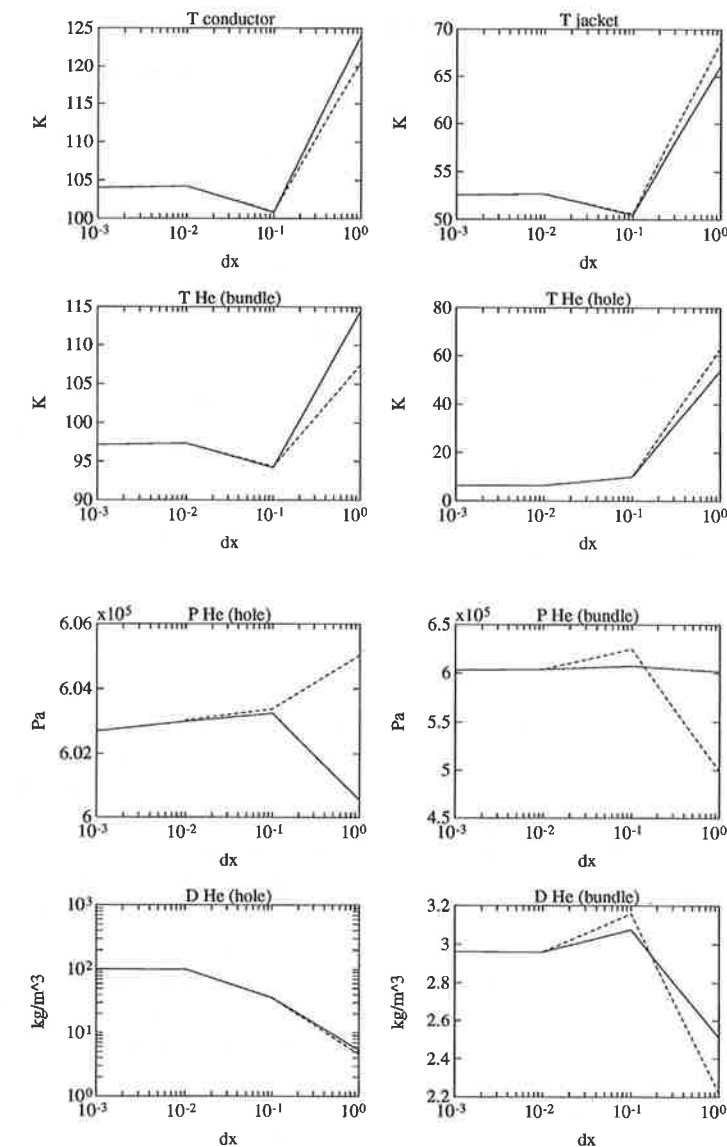 T conductor
125
120
115
110
105
100
K
10-3 10-2 10-1 100
dx
T jacket
70
65
60
55
50
K
10-3 10-2 10-1 100
dx
T He (bundle)
115
110
105
100
95
90
K
10-3 10-2 10-1 100
dx
T He (hole)
80
60
40
20
0
K
10-3 10-2 10-1 100
dx
x105 P He (hole)
6.06
6.04
6.02
6
Pa
10-3 10-2 10-1 100
dx
x105 P He (bundle)
6.5
6
5.5
5
4.5
Pa
10-3 10-2 10-1 100
dx
D He (hole)
103
102
101
100
kg/m^3
10-3 10-2 10-1 100
dx
D He (bundle)
3.2
3
2.8
2.6
2.4
2.2
kg/m^3
10-3 10-2 10-1 100
dx